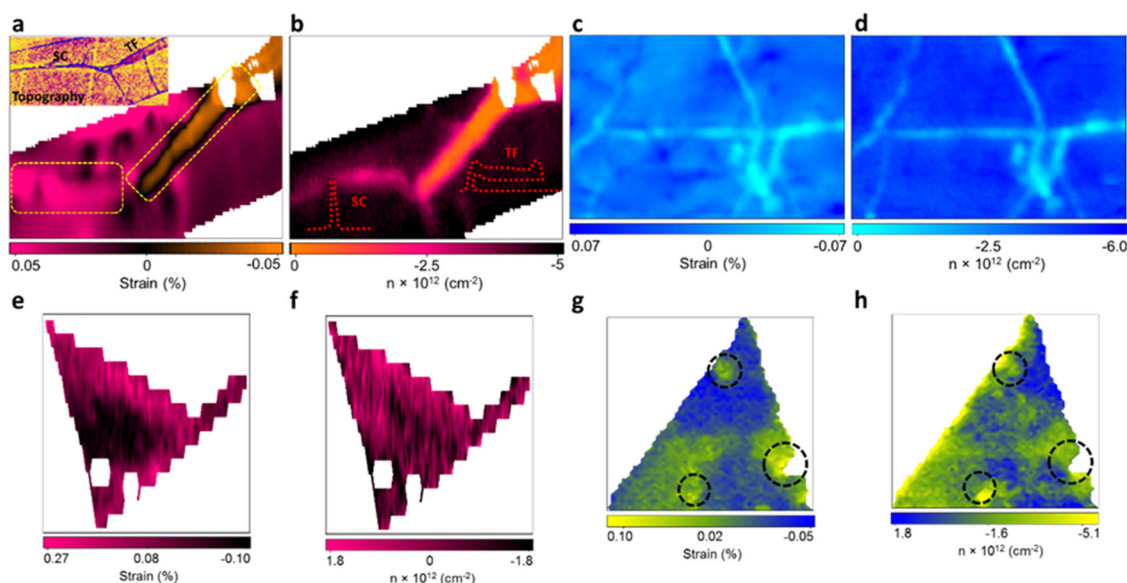 a
b
c
d
SC
TF
Topography
SC
TF
0.05 0 -0.05
Strain (%)
0 -2.5 -5
n × 10¹² (cm⁻²)
0.07 0 -0.07
Strain (%)
0 -2.5 -6.0
n × 10¹² (cm⁻²)
e
f
g
h
0.27 0.08 -0.10
Strain (%)
1.8 0 -1.8
n × 10¹² (cm⁻²)
0.10 0.02 -0.05
Strain (%)
1.8 -1.6 -5.1
n × 10¹² (cm⁻²)